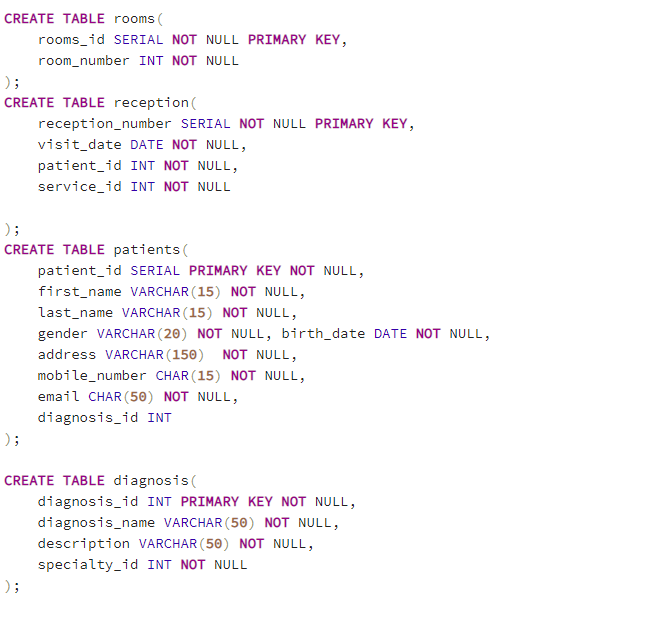 CREATE TABLE rooms(
    rooms_id SERIAL NOT NULL PRIMARY KEY,
    room_number INT NOT NULL
);
CREATE TABLE reception(
    reception_number SERIAL NOT NULL PRIMARY KEY,
    visit_date DATE NOT NULL,
    patient_id INT NOT NULL,
    service_id INT NOT NULL
);
CREATE TABLE patients(
    patient_id SERIAL PRIMARY KEY NOT NULL,
    first_name VARCHAR(15) NOT NULL,
    last_name VARCHAR(15) NOT NULL,
    gender VARCHAR(20) NOT NULL, birth_date DATE NOT NULL,
    address VARCHAR(150)  NOT NULL,
    mobile_number CHAR(15) NOT NULL,
    email CHAR(50) NOT NULL,
    diagnosis_id INT
);
CREATE TABLE diagnosis(
    diagnosis_id INT PRIMARY KEY NOT NULL,
    diagnosis_name VARCHAR(50) NOT NULL,
    description VARCHAR(50) NOT NULL,
    specialty_id INT NOT NULL
);